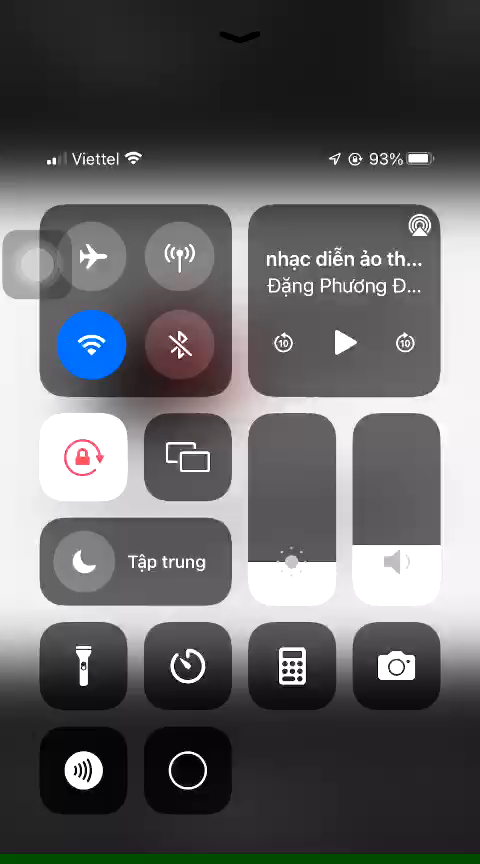 Viettel 93%
nhạc diễn ảo th...
Đặng Phương Đ...
10 10
Tập trung